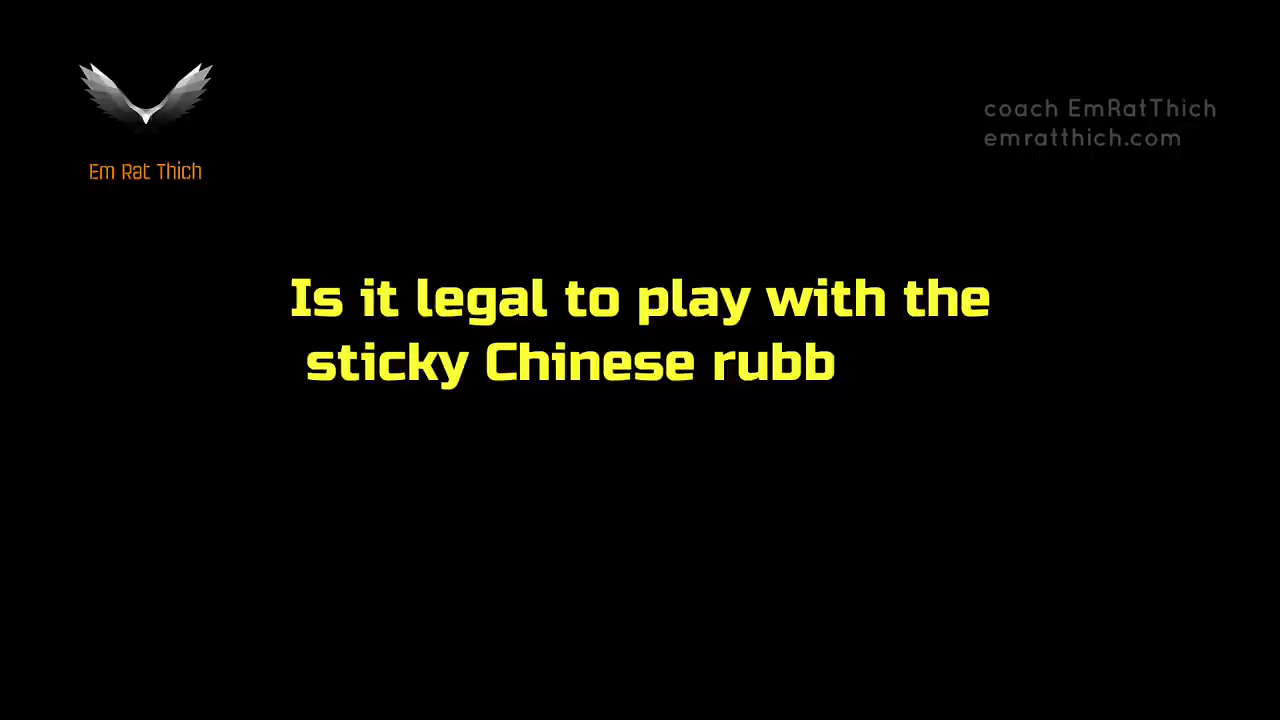 coach EmRatThich
emratthich.com
Em Rat Thich
Is it legal to play with the
sticky Chinese rubb